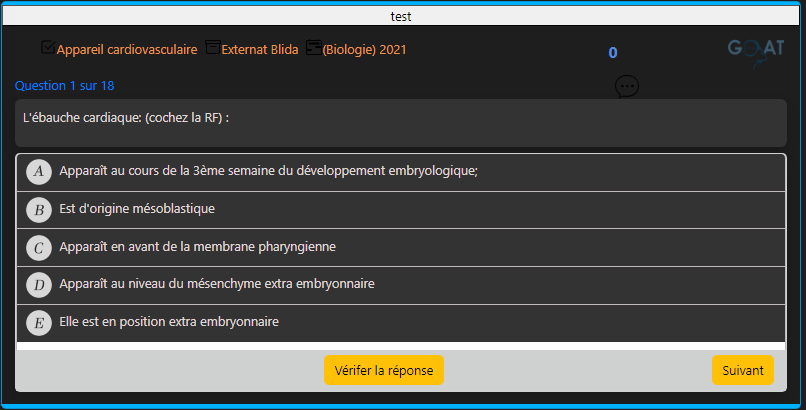 test
Appareil cardiovasculaire Externat Blida (Biologie) 2021 0 GOAT
Question 1 sur 18
L'ébauche cardiaque: (cochez la RF) :
A Apparaît au cours de la 3ème semaine du développement embryologique;
B Est d'origine mésoblastique
C Apparaît en avant de la membrane pharyngienne
D Apparaît au niveau du mésenchyme extra embryonnaire
E Elle est en position extra embryonnaire
Vérifer la réponse Suivant